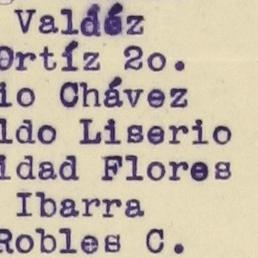 Valdéz
Ortíz 2o.
io Chávez
ldo Liserio
idad Flores
Ibarra
Robles C.